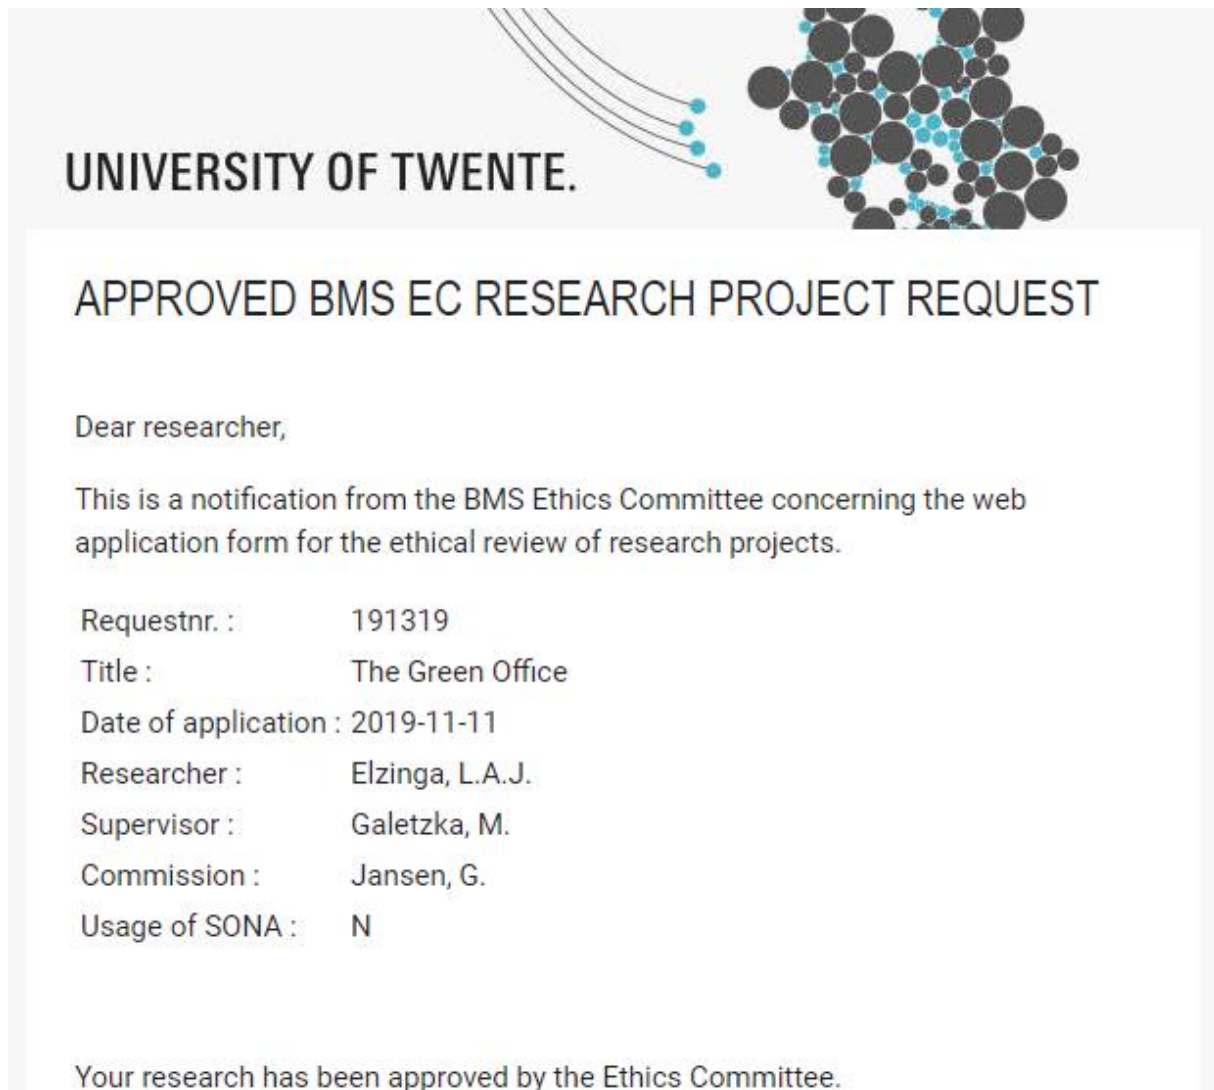 UNIVERSITY OF TWENTE.
APPROVED BMS EC RESEARCH PROJECT REQUEST
Dear researcher,
This is a notification from the BMS Ethics Committee concerning the web
application form for the ethical review of research projects.
Requestnr. : 191319
Title : The Green Office
Date of application : 2019-11-11
Researcher : Elzinga, L.A.J.
Supervisor : Galetzka, M.
Commission : Jansen, G.
Usage of SONA : N
Your research has been approved by the Ethics Committee.